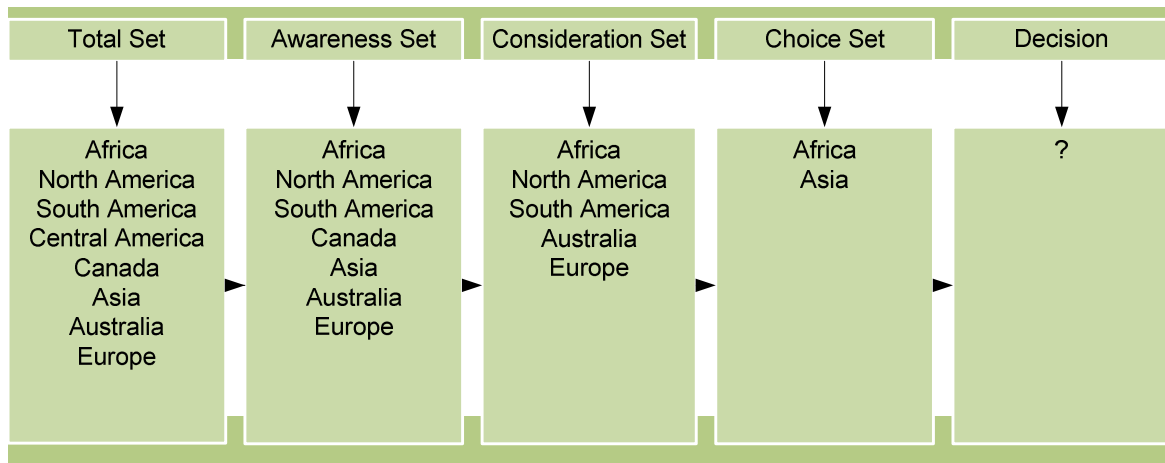 Total Set
Awareness Set
Consideration Set
Choice Set
Decision
Africa
North America
South America
Central America
Canada
Asia
Australia
Europe
Africa
North America
South America
Canada
Asia
Australia
Europe
Africa
North America
South America
Australia
Europe
Africa
Asia
?